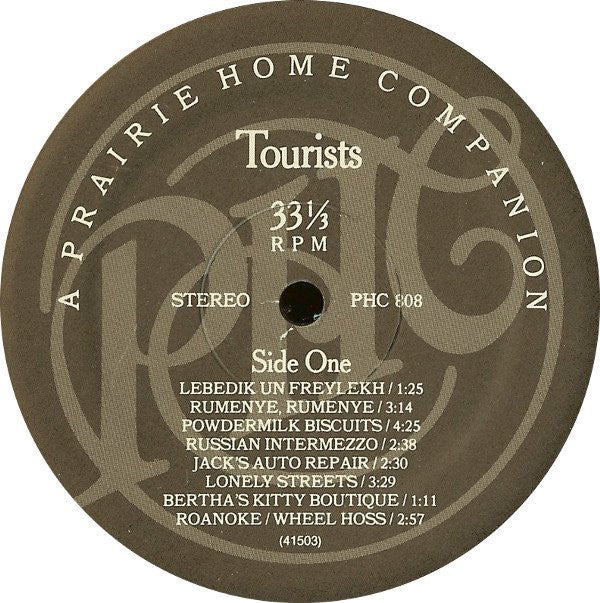 A PRAIRIE HOME COMPANION
Tourists
33⅓
RPM
STEREO PHC 808
Side One
LEBEDIK UN FREYLEKH / 1:25
RUMENYE, RUMENYE / 3:14
POWDERMILK BISCUITS / 4:25
RUSSIAN INTERMEZZO / 2:38
JACK'S AUTO REPAIR / 2:30
LONELY STREETS / 3:29
BERTHA'S KITTY BOUTIQUE / 1:11
ROANOKE / WHEEL HOSS / 2:57
(41503)
PHC